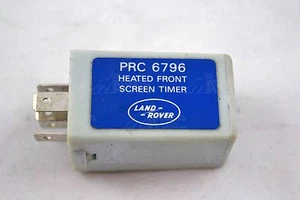 PRC 6796
HEATED FRONT
SCREEN TIMER
LAND-
ROVER